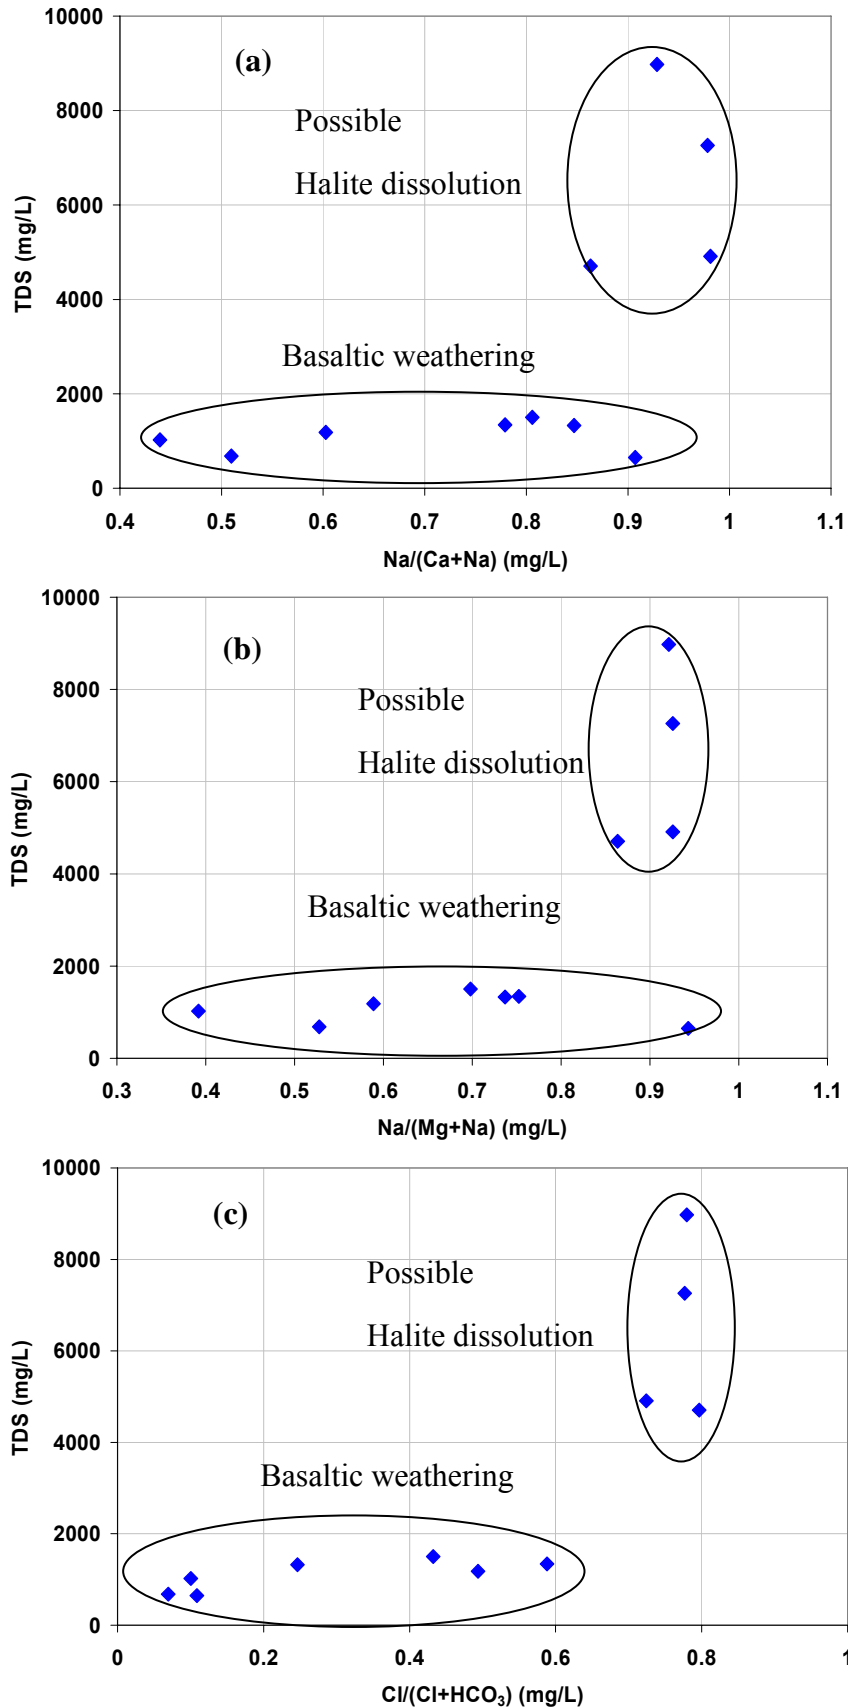 10000
(a)
8000
Possible
Halite dissolution
6000
TDS (mg/L)
4000
Basaltic weathering
2000
0
0.4 0.5 0.6 0.7 0.8 0.9 1 1.1
Na/(Ca+Na) (mg/L)
10000
(b)
8000
Possible
Halite dissolution
6000
TDS (mg/L)
4000
Basaltic weathering
2000
0
0.3 0.4 0.5 0.6 0.7 0.8 0.9 1 1.1
Na/(Mg+Na) (mg/L)
10000
(c)
8000
Possible
Halite dissolution
6000
TDS (mg/L)
4000
Basaltic weathering
2000
0
0 0.2 0.4 0.6 0.8 1
Cl/(Cl+HCO₃) (mg/L)